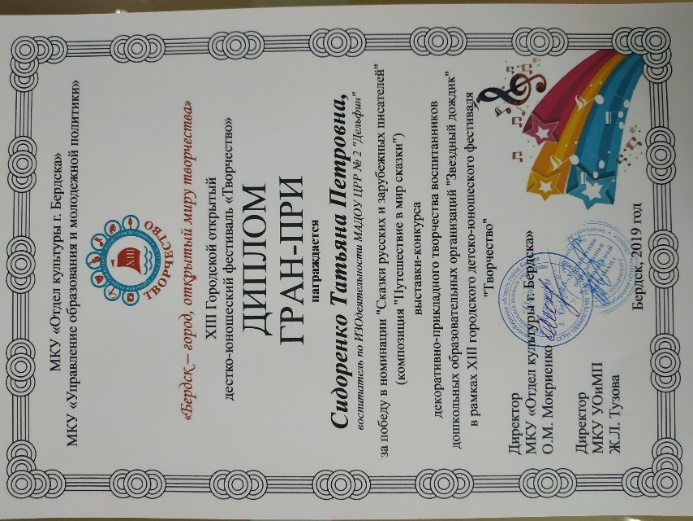 МКУ «Отдел культуры г. Бердска»
МКУ «Управление образования и молодежной политики»
XIII
ТВОРЧЕСТВО
«Бердск – город, открытый миру творчества»
XIII Городской открытый
дестко-юношеский фестиваль «Творчество»
ДИПЛОМ
ГРАН-ПРИ
награждается
Сидоренко Татьяна Петровна,
воспитатель по ИЗОдеятельности МАДОУ ЦРР № 2 "Дельфин"
за победу в номинации "Сказки русских и зарубежных писателей"
(композиция "Путешествие в мир сказки")
выставки-конкурса
декоративно-прикладного творчества воспитанников
дошкольных образовательных организаций "Звездный дождик"
в рамках XIII городского детско-юношеского фестиваля
"Творчество"
Директор
МКУ «Отдел культуры г. Бердска»
О.М. Мокриенко
Директор
МКУ УОиМП
Ж.Л. Тузова
Бердск, 2019 год